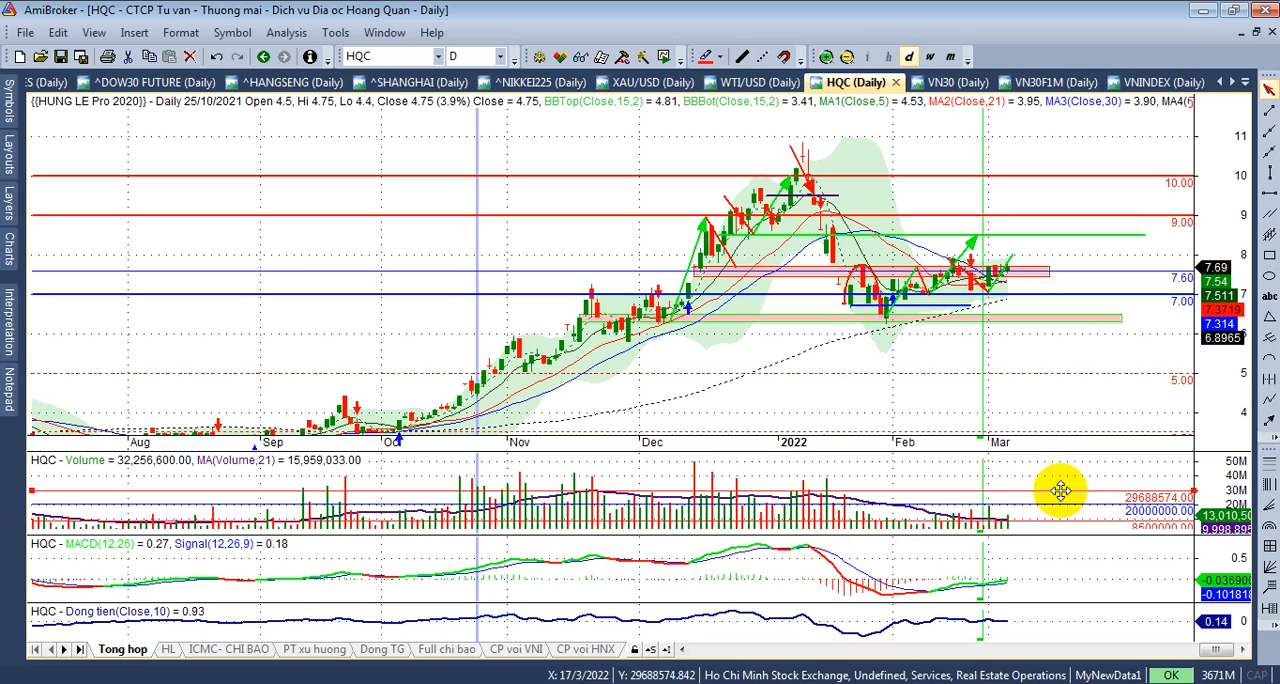 AmiBroker - [HQC - CTCP Tu van - Thuong mai - Dich vu Dia oc Hoang Quan - Daily]
File Edit View Insert Format Symbol Analysis Tools Window Help
HQC D i h d w m
S (Daily) ^DOW30 FUTURE (Daily) ^HANGSENG (Daily) ^SHANGHAI (Daily) ^NIKKEI225 (Daily) XAU/USD (Daily) WTI/USD (Daily) HQC (Daily) VN30 (Daily) VN30F1M (Daily) VNINDEX (Daily)
Symbols
Layouts
Layers
Charts
Interpretation
Notepad
{{HUNG LE Pro 2020}} - Daily 25/10/2021 Open 4.5, Hi 4.75, Lo 4.4, Close 4.75 (3.9%) Close = 4.75, BBTop(Close,15,2) = 4.81, BBBot(Close,15,2) = 3.41, MA1(Close,5) = 4.53, MA2(Close,21) = 3.95, MA3(Close,30) = 3.90, MA4(
11
10
10.00
9
9.00
8
7.69
7.60
7.54
7.511
7
7.00
7.3719
7.314
6.8965
5
5.00
4
Aug Sep Oct Nov Dec 2022 Feb Mar
HQC - Volume = 32,256,600.00, MA(Volume,21) = 15,959,033.00
50M
40M
30M
29688574.00
20M
20000000.00
13,010,50
8500000.00
9,998,895
HQC - MACD(12,26) = 0.27, Signal(12,26,9) = 0.18
0.5
-0.03690
-0.101818
HQC - Dong tien(Close,10) = 0.93
0.14 0
Tong hop HL ICMC- CHI BAO PT xu huong Dong TG Full chi bao CP voi VNI CP voi HNX
X: 17/3/2022 Y: 29688574.842 Ho Chi Minh Stock Exchange, Undefined, Services, Real Estate Operations MyNewData1 OK 3671M CAP
abc